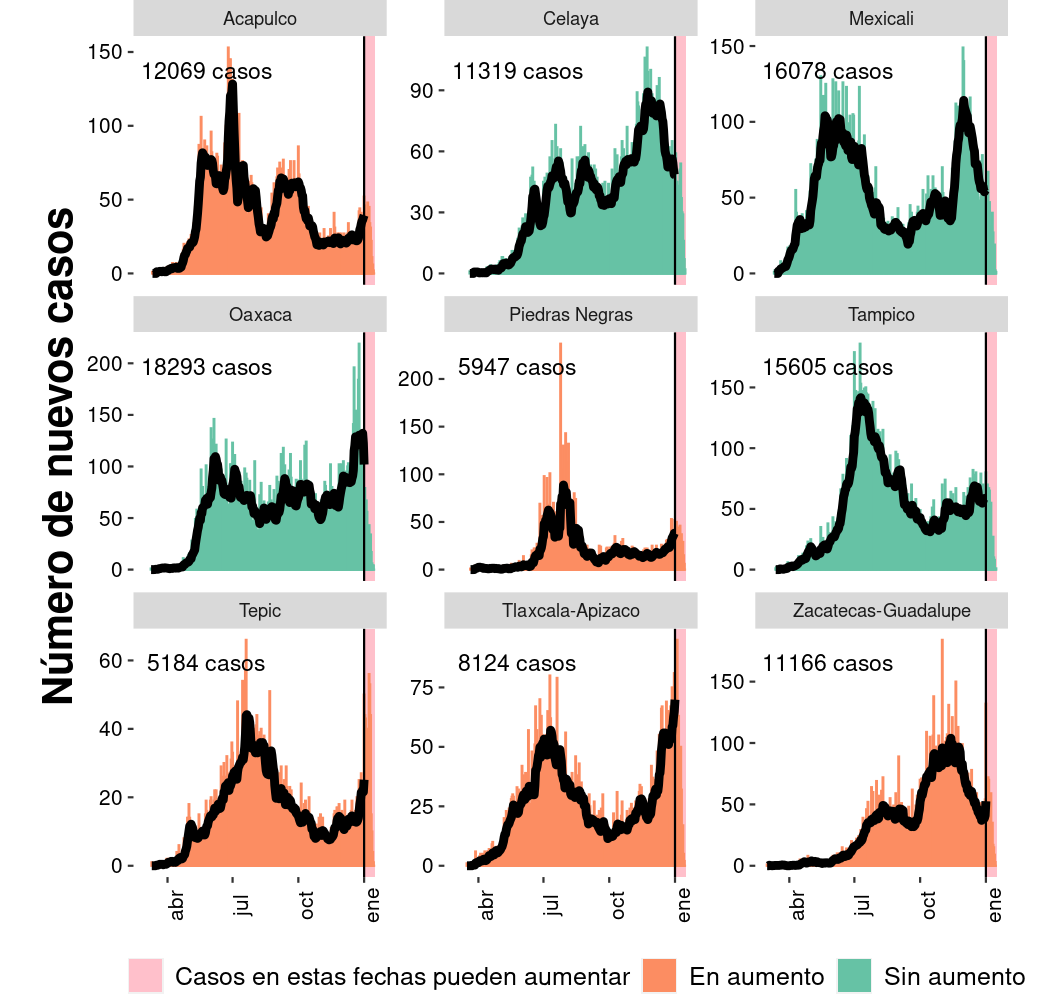 Número de nuevos casos
Acapulco
12069 casos
150
100
50
0
Celaya
11319 casos
90
60
30
0
Mexicali
16078 casos
150
100
50
0
Oaxaca
18293 casos
200
150
100
50
0
Piedras Negras
5947 casos
200
150
100
50
0
Tampico
15605 casos
150
100
50
0
Tepic
5184 casos
60
40
20
0
abr jul oct ene
Tlaxcala-Apizaco
8124 casos
75
50
25
0
abr jul oct ene
Zacatecas-Guadalupe
11166 casos
150
100
50
0
abr jul oct ene
Casos en estas fechas pueden aumentar En aumento Sin aumento